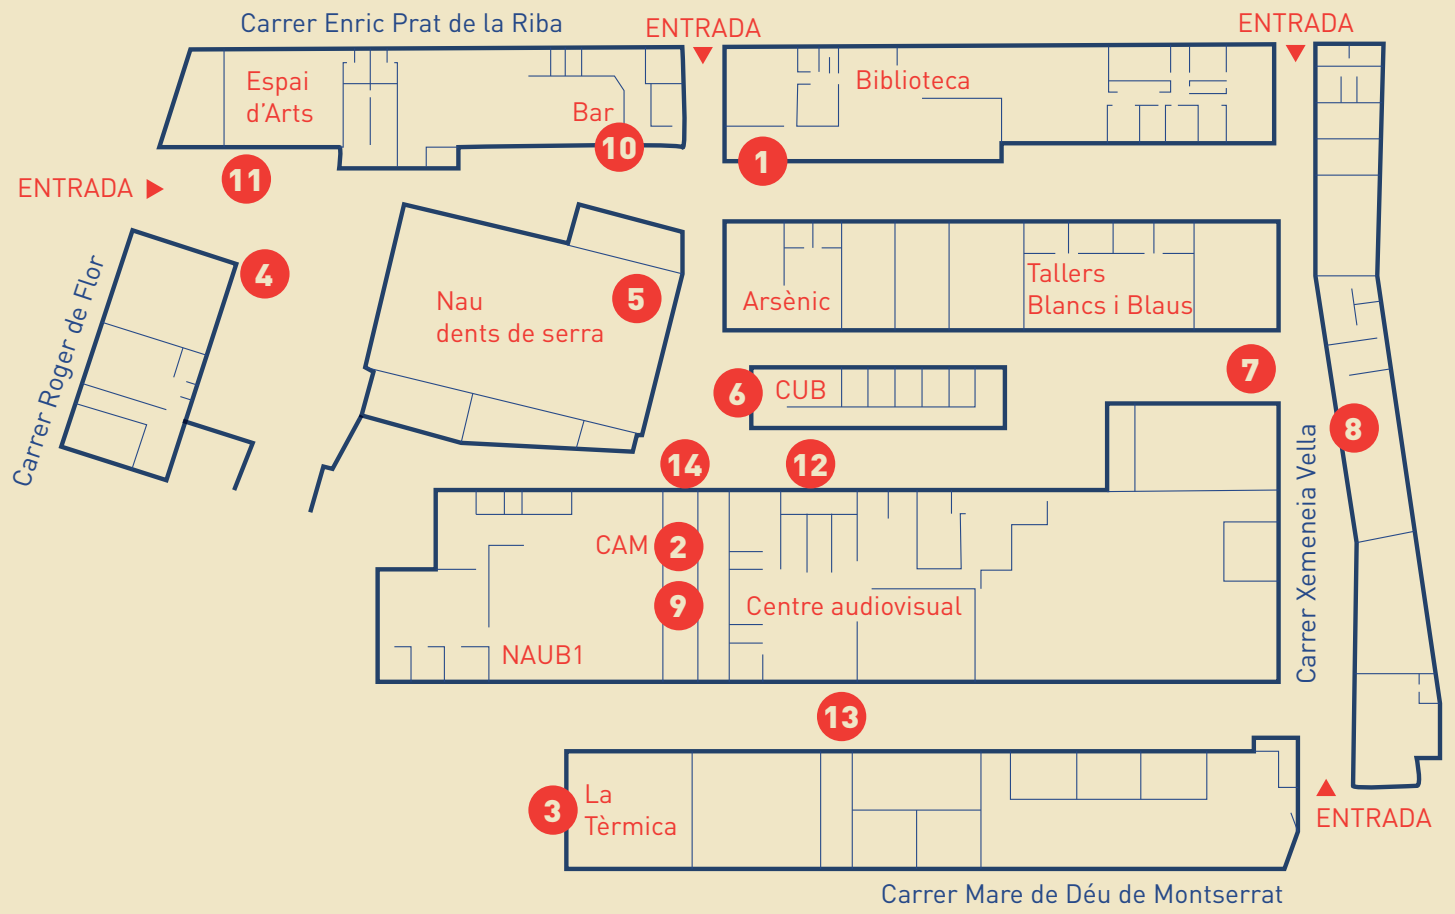 Carrer Enric Prat de la Riba
ENTRADA
ENTRADA
Espai
d'Arts
Bar
10
Biblioteca
1
11
ENTRADA
4
Carrer Roger de Flor
Nau
dents de serra
5
Arsènic
Tallers
Blancs i Blaus
7
6
CUB
8
14
12
CAM
2
9
Centre audiovisual
NAUB1
Carrer Xemeneia Vella
13
3
La
Tèrmica
ENTRADA
Carrer Mare de Déu de Montserrat